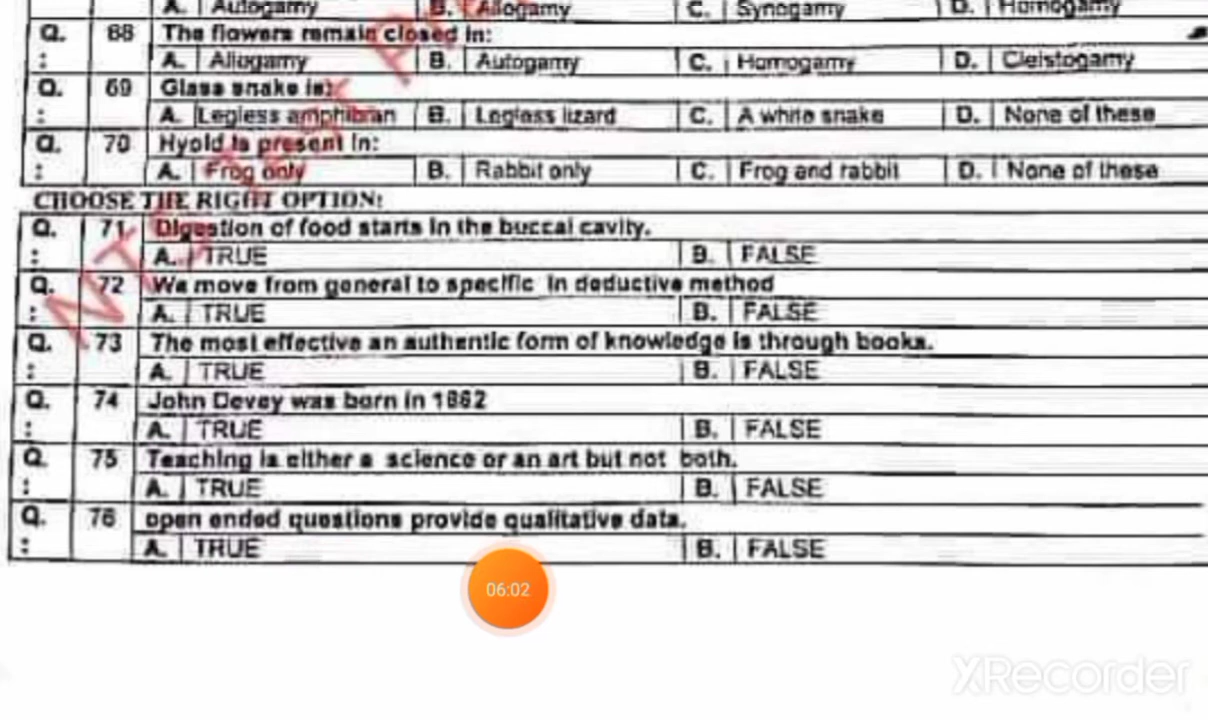 A. Autogamy B. Allogamy C. Synogamy D. Homogamy
Q. 68 The flowers remain closed in:
: A. Allogamy B. Autogamy C. Homogamy D. Cleistogamy
Q. 69 Glass snake is:
: A. Legless amphibian B. Legless lizard C. A white snake D. None of these
Q. 70 Hyoid is present in:
: A. Frog only B. Rabbit only C. Frog and rabbit D. None of these
CHOOSE THE RIGHT OPTION:
Q. 71 Digestion of food starts in the buccal cavity.
: A. TRUE B. FALSE
Q. 72 We move from general to specific in deductive method
: A. TRUE B. FALSE
Q. 73 The most effective an authentic form of knowledge is through books.
: A. TRUE B. FALSE
Q. 74 John Devey was born in 1862
: A. TRUE B. FALSE
Q. 75 Teaching is either a science or an art but not both.
: A. TRUE B. FALSE
Q. 76 open ended questions provide qualitative data.
: A. TRUE B. FALSE
06:02
XRecorder